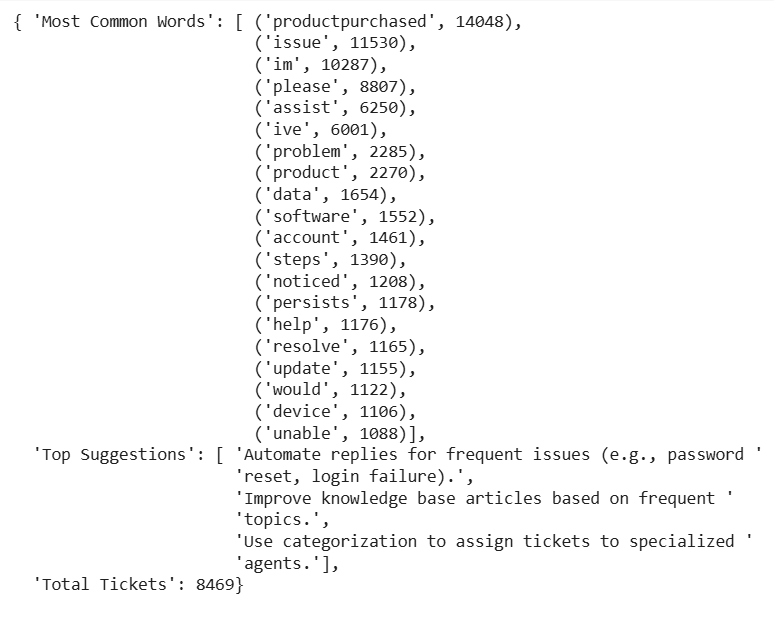 { 'Most Common Words': [ ('productpurchased', 14048),
('issue', 11530),
('im', 10287),
('please', 8807),
('assist', 6250),
('ive', 6001),
('problem', 2285),
('product', 2270),
('data', 1654),
('software', 1552),
('account', 1461),
('steps', 1390),
('noticed', 1208),
('persists', 1178),
('help', 1176),
('resolve', 1165),
('update', 1155),
('would', 1122),
('device', 1106),
('unable', 1088)],
'Top Suggestions': [ 'Automate replies for frequent issues (e.g., password '
'reset, login failure).',
'Improve knowledge base articles based on frequent '
'topics.',
'Use categorization to assign tickets to specialized '
'agents.'],
'Total Tickets': 8469}